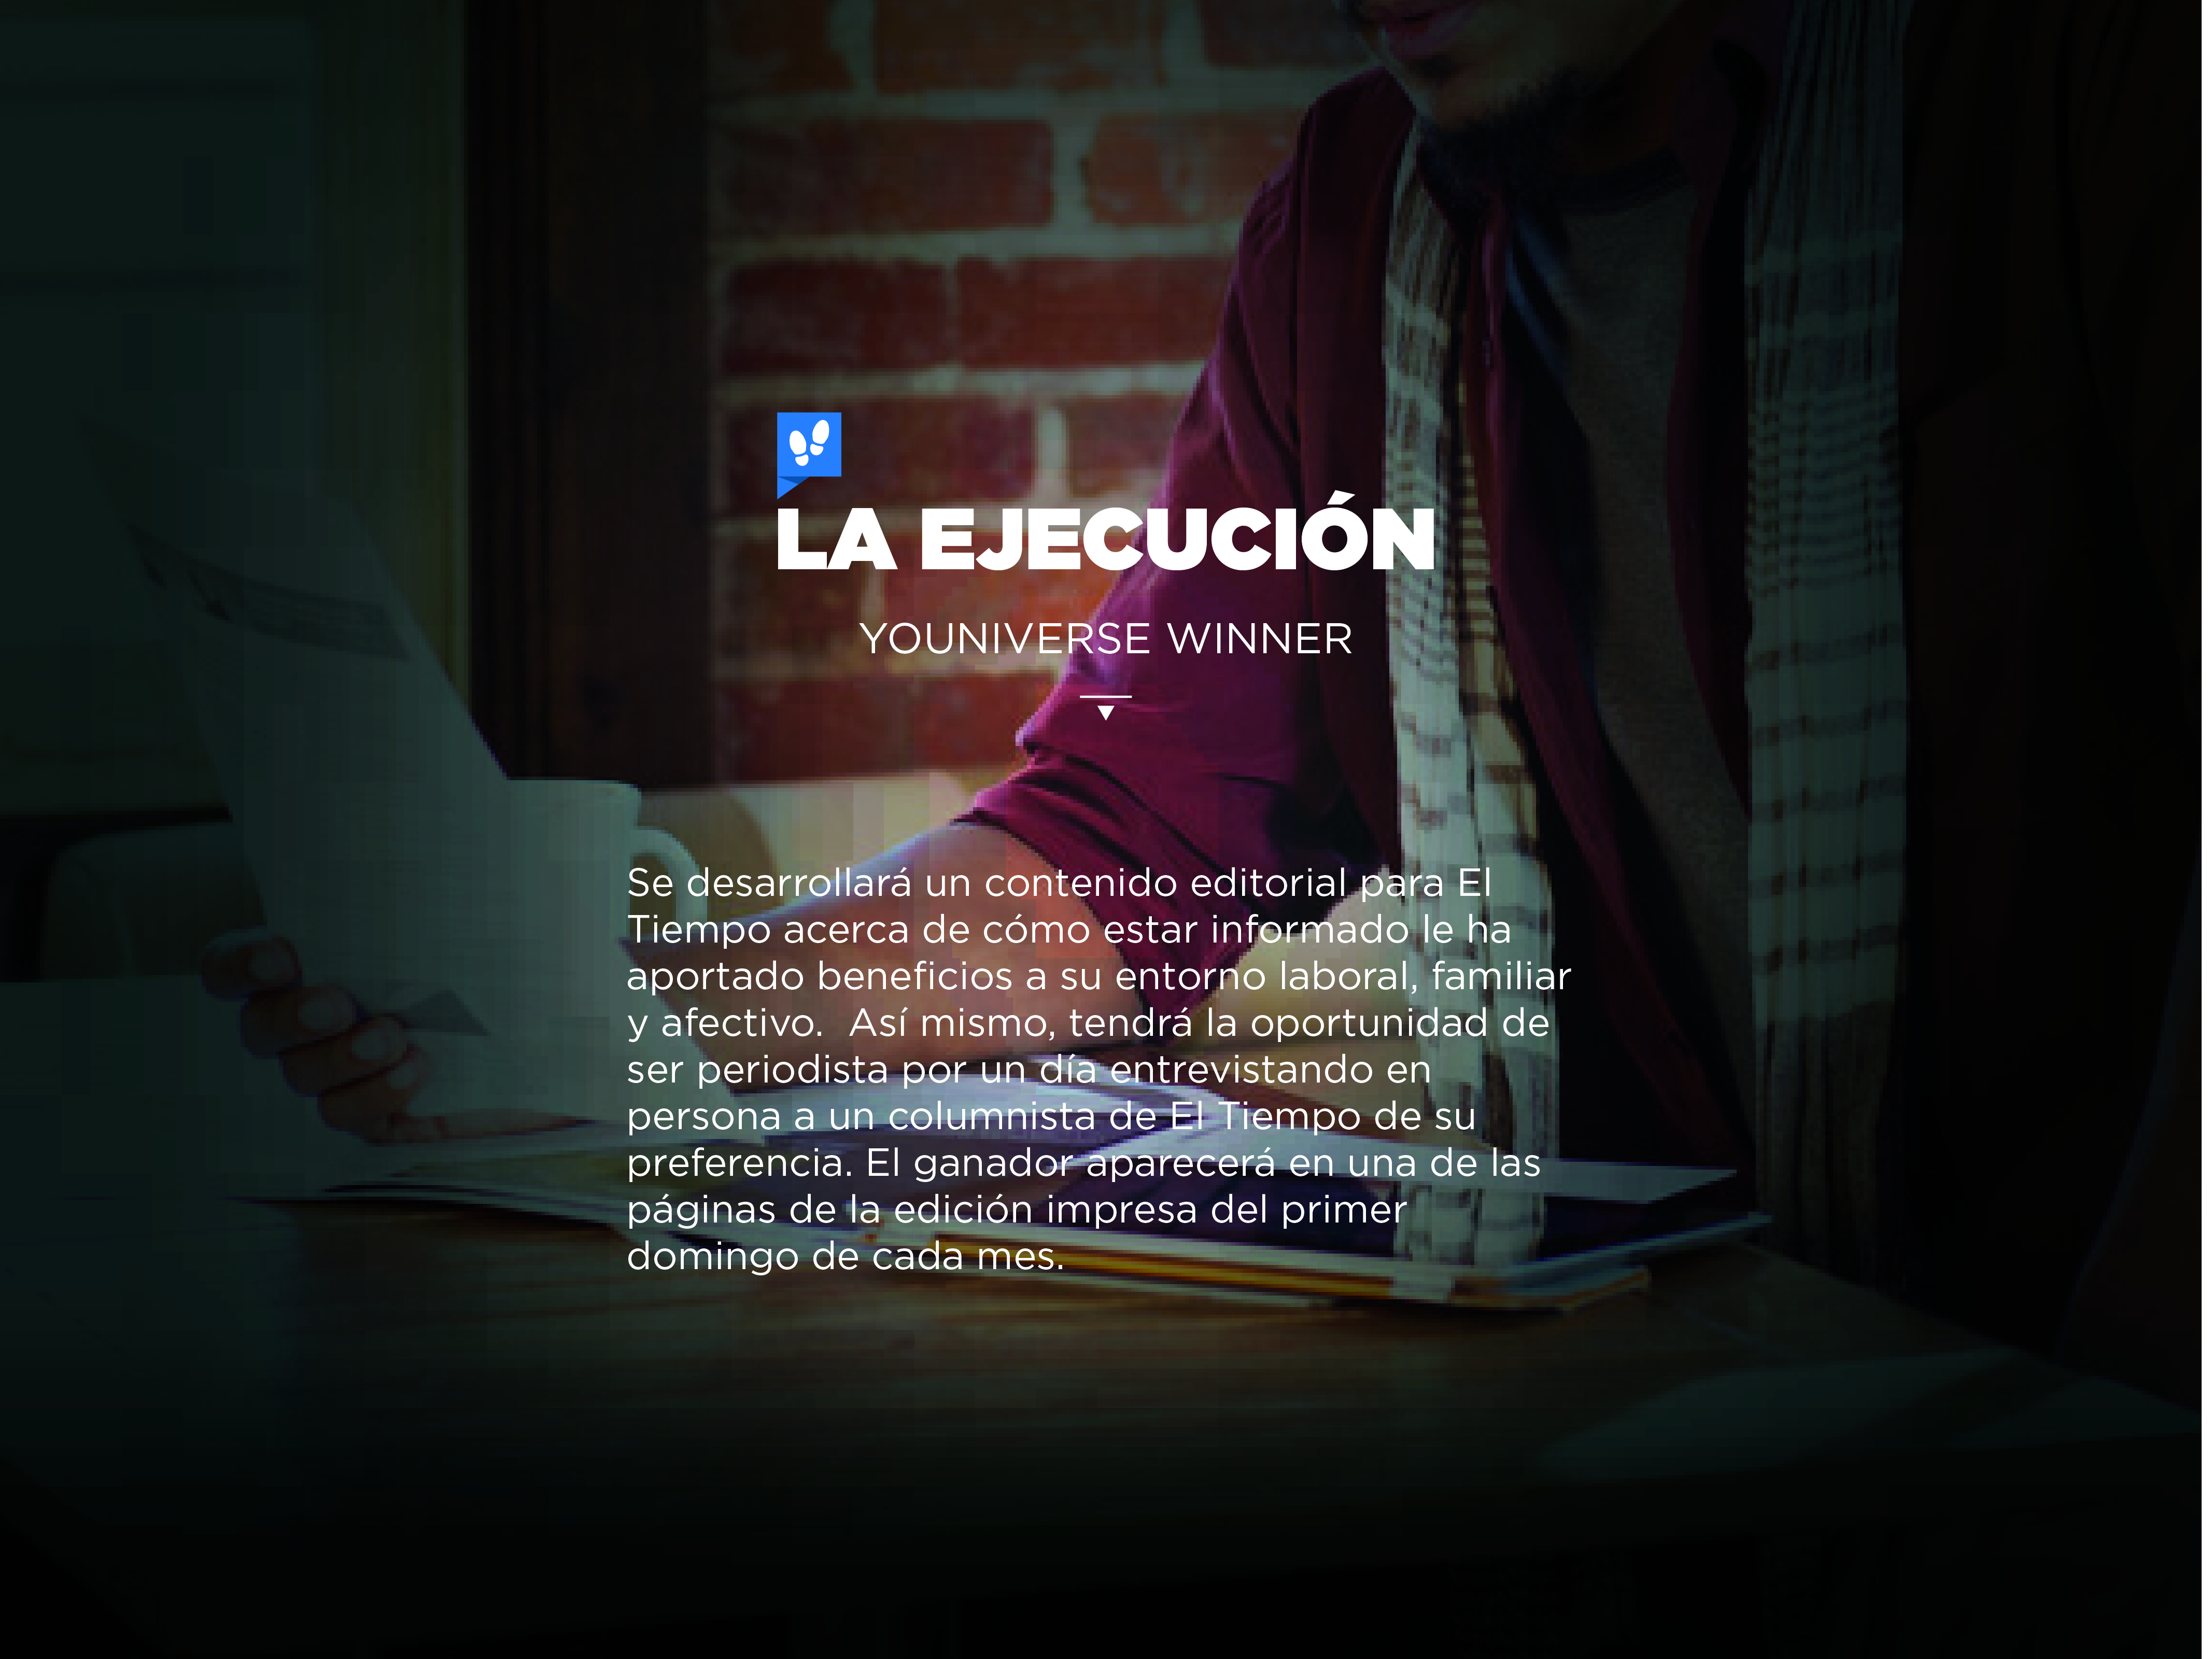 LA EJECUCIÓN
YOUNIVERSE WINNER
Se desarrollará un contenido editorial para El
Tiempo acerca de cómo estar informado le ha
aportado beneficios a su entorno laboral, familiar
y afectivo.  Así mismo, tendrá la oportunidad de
ser periodista por un día entrevistando en
persona a un columnista de El Tiempo de su
preferencia. El ganador aparecerá en una de las
páginas de la edición impresa del primer
domingo de cada mes.